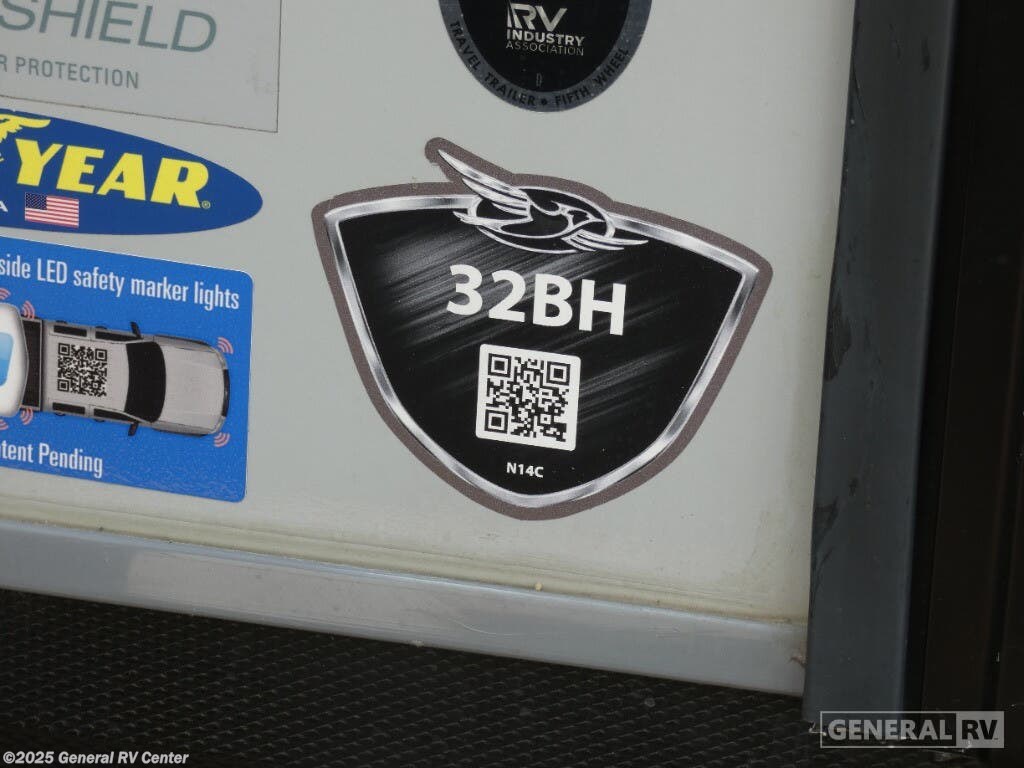 SHIELD
R PROTECTION
RV
INDUSTRY
ASSOCIATION
TRAVEL TRAILER • FIFTH WHEEL
YEAR
A
side LED safety marker lights
tent Pending
32BH
N14C
GENERAL RV
©2025 General RV Center